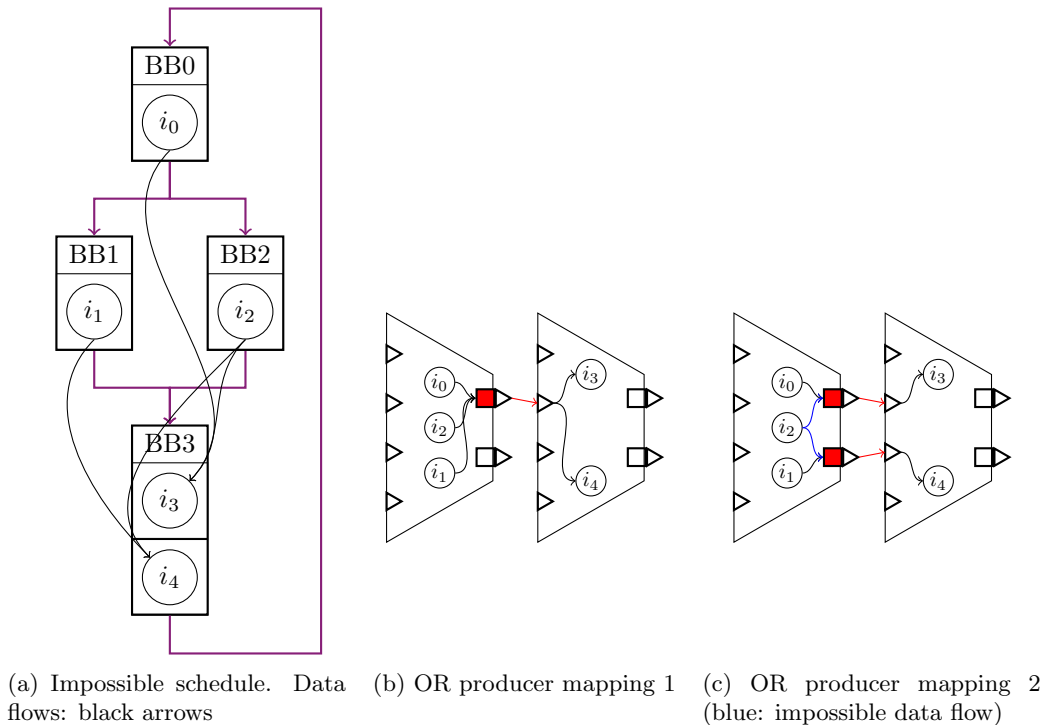 BB0
i0
BB1
BB2
i1
i2
BB3
i3
i4
i0
i2
i1
i3
i4
i0
i2
i1
i3
i4
(a) Impossible schedule. Data
flows: black arrows
(b) OR producer mapping 1
(c) OR producer mapping 2
(blue: impossible data flow)